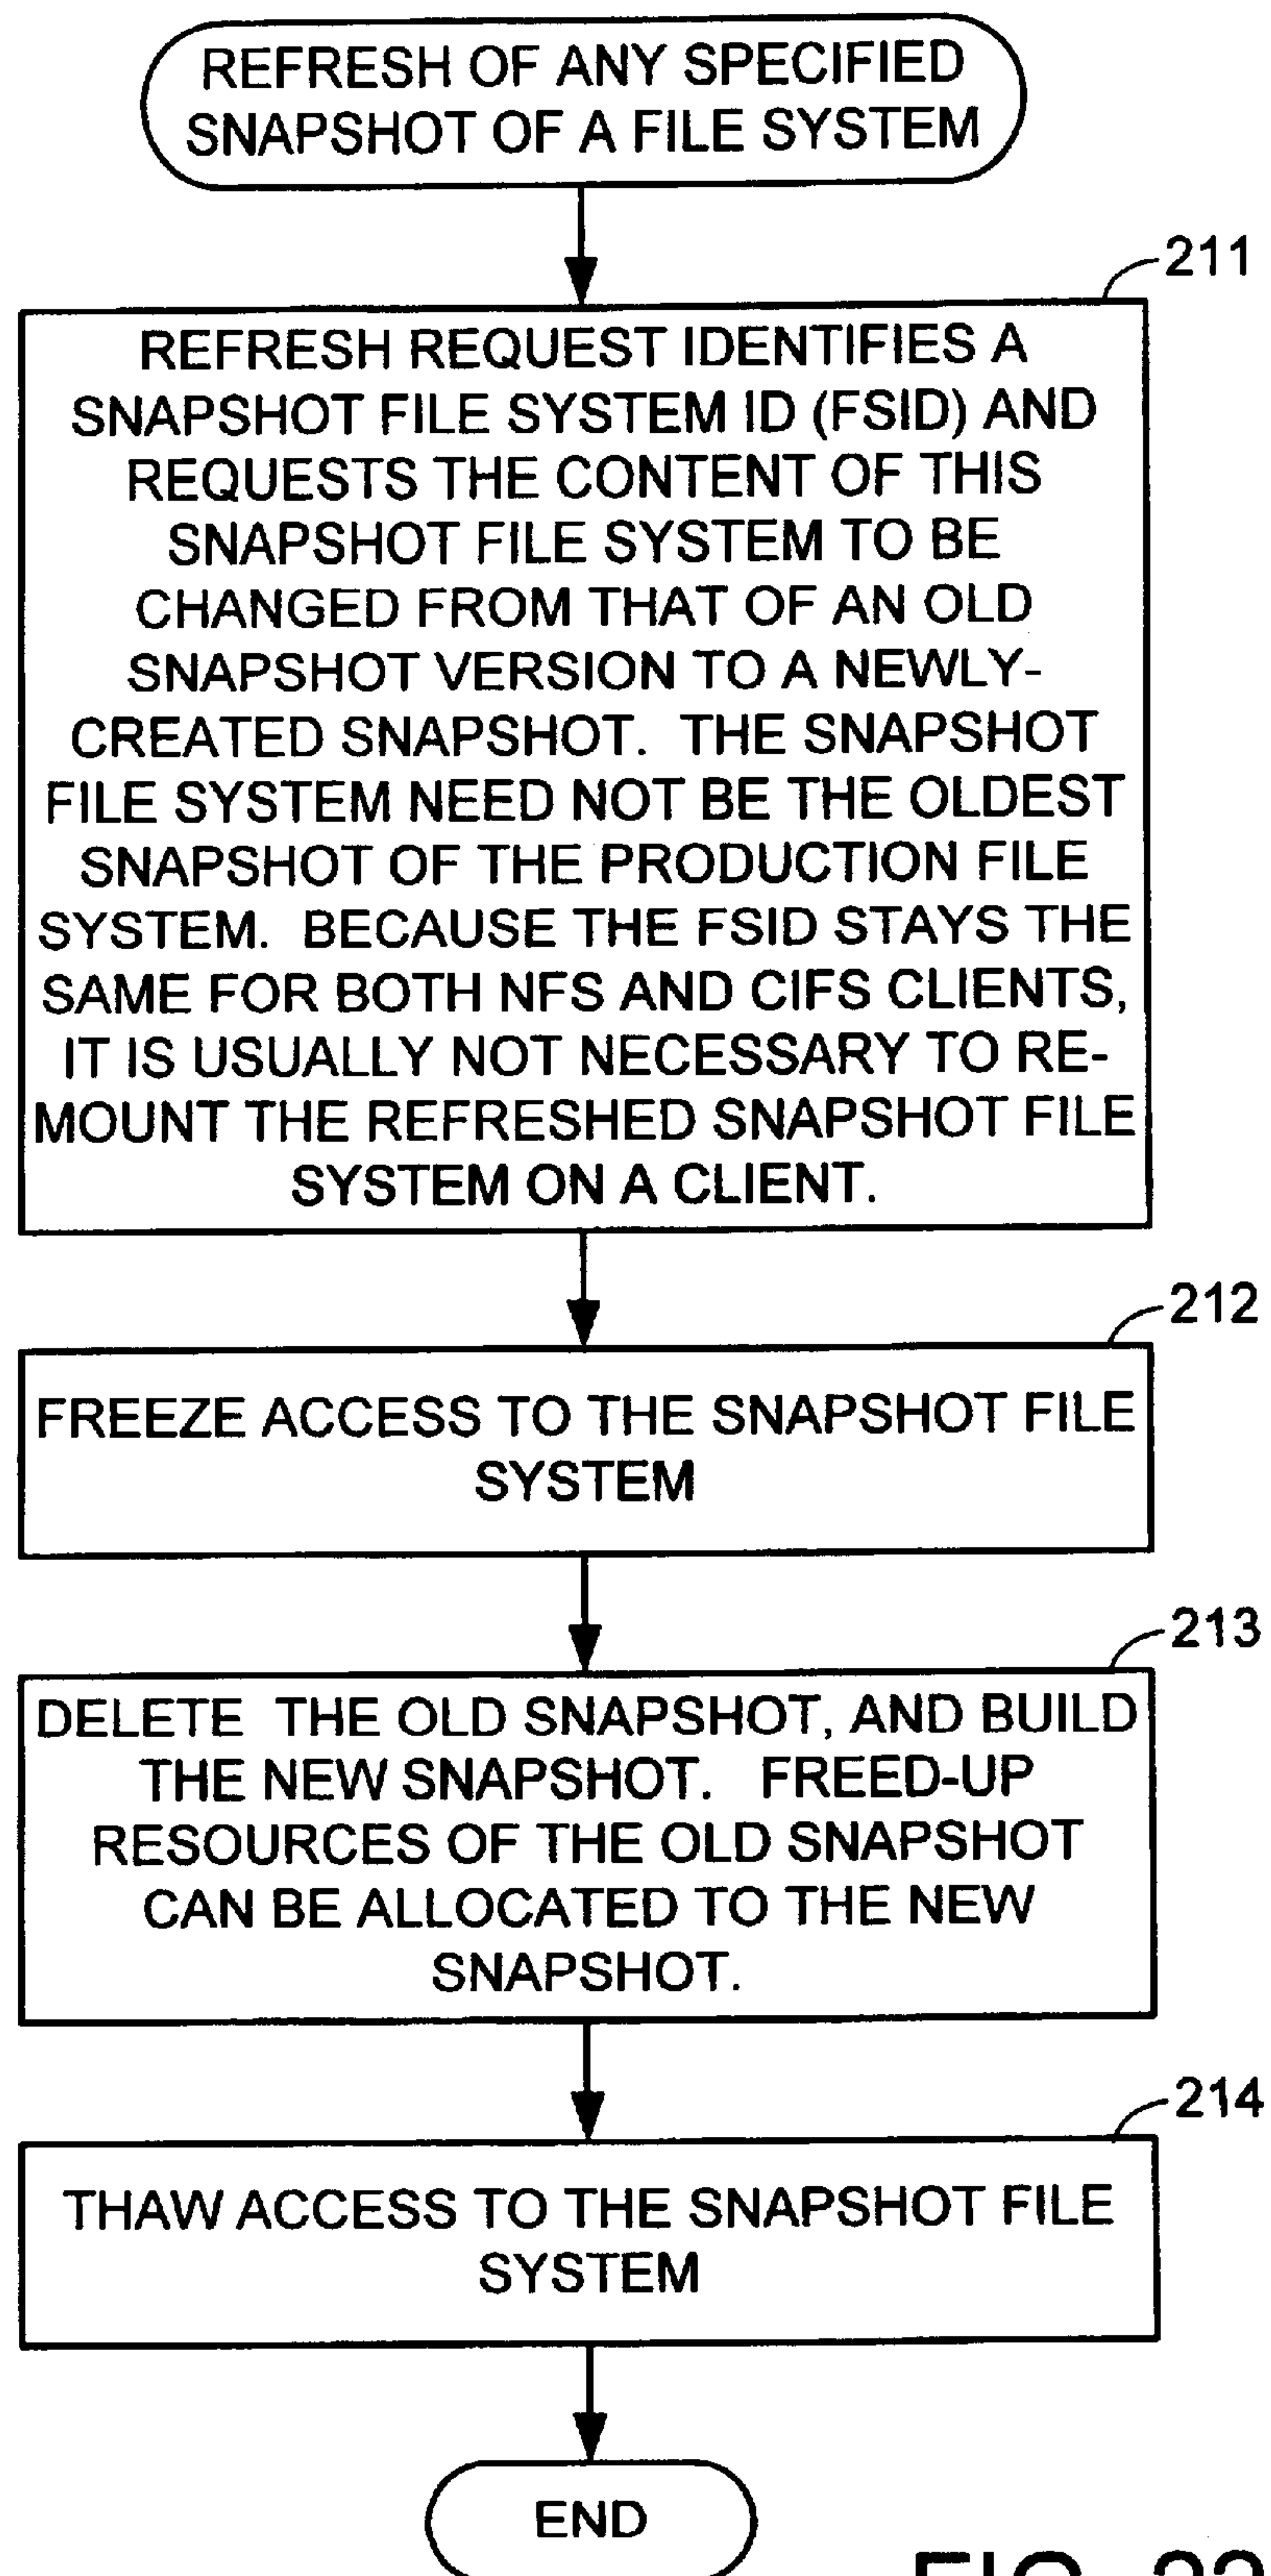 REFRESH OF ANY SPECIFIED
SNAPSHOT OF A FILE SYSTEM
211
REFRESH REQUEST IDENTIFIES A
SNAPSHOT FILE SYSTEM ID (FSID) AND
REQUESTS THE CONTENT OF THIS
SNAPSHOT FILE SYSTEM TO BE
CHANGED FROM THAT OF AN OLD
SNAPSHOT VERSION TO A NEWLY-
CREATED SNAPSHOT. THE SNAPSHOT
FILE SYSTEM NEED NOT BE THE OLDEST
SNAPSHOT OF THE PRODUCTION FILE
SYSTEM. BECAUSE THE FSID STAYS THE
SAME FOR BOTH NFS AND CIFS CLIENTS,
IT IS USUALLY NOT NECESSARY TO RE-
MOUNT THE REFRESHED SNAPSHOT FILE
SYSTEM ON A CLIENT.
212
FREEZE ACCESS TO THE SNAPSHOT FILE
SYSTEM
213
DELETE THE OLD SNAPSHOT, AND BUILD
THE NEW SNAPSHOT. FREED-UP
RESOURCES OF THE OLD SNAPSHOT
CAN BE ALLOCATED TO THE NEW
SNAPSHOT.
214
THAW ACCESS TO THE SNAPSHOT FILE
SYSTEM
END